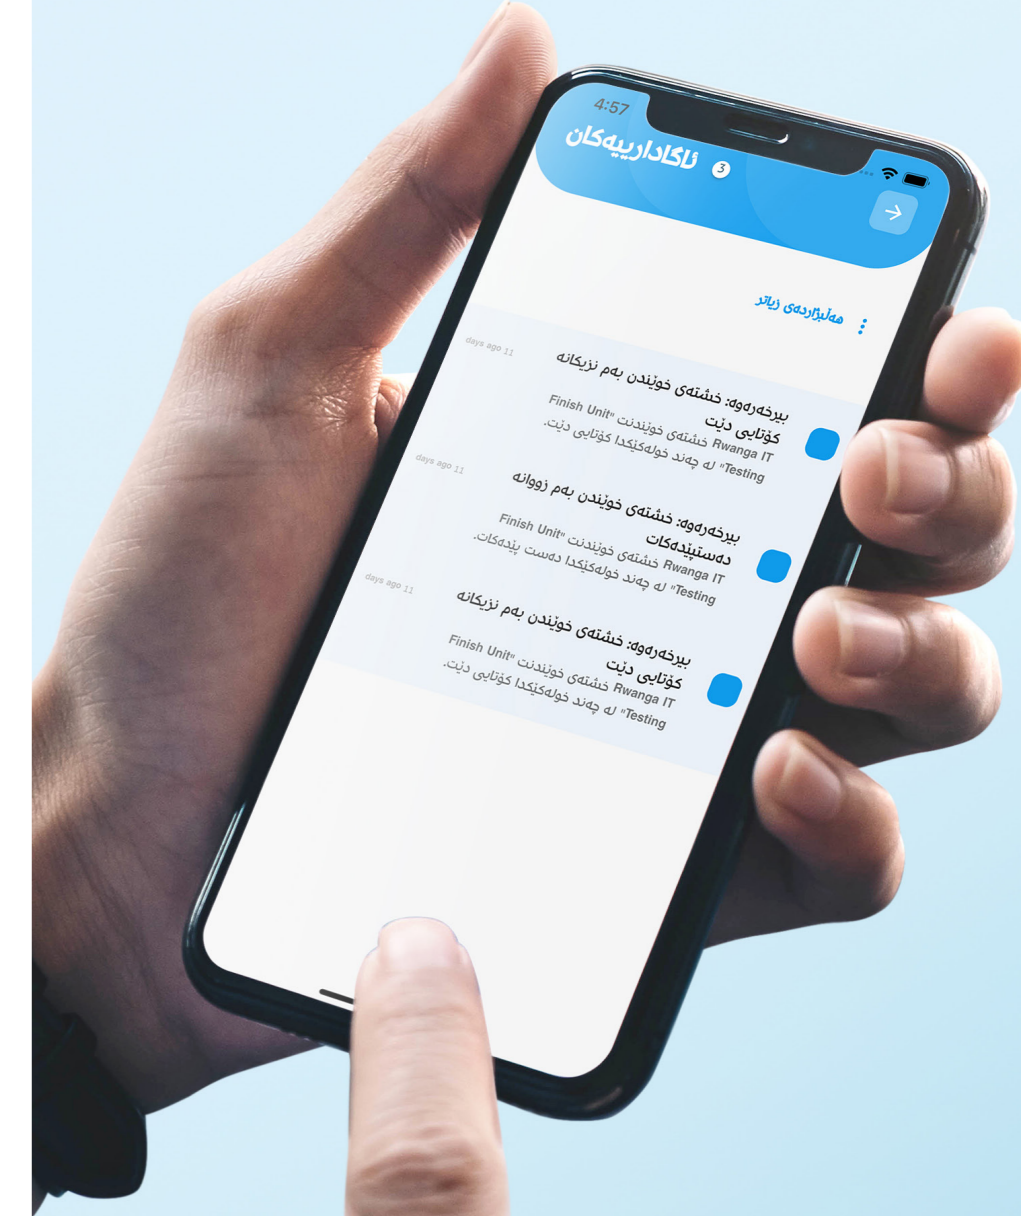 4:57
ئاگادارییەکان
3
هەڵبژاردەی زیاتر
بیرخەرەوە: خشتەی خوێندن بەم نزیکانە
کۆتایی دێت
days ago 11
Rwanga IT خشتەی خوێندنت "Finish Unit
Testing" لە چەند خولەکێکدا کۆتایی دێت.
بیرخەرەوە: خشتەی خوێندن بەم زووانە
دەستپێدەکات
days ago 11
Rwanga IT خشتەی خوێندنت "Finish Unit
Testing" لە چەند خولەکێکدا دەست پێدەکات.
بیرخەرەوە: خشتەی خوێندن بەم نزیکانە
کۆتایی دێت
days ago 11
Rwanga IT خشتەی خوێندنت "Finish Unit
Testing" لە چەند خولەکێکدا کۆتایی دێت.